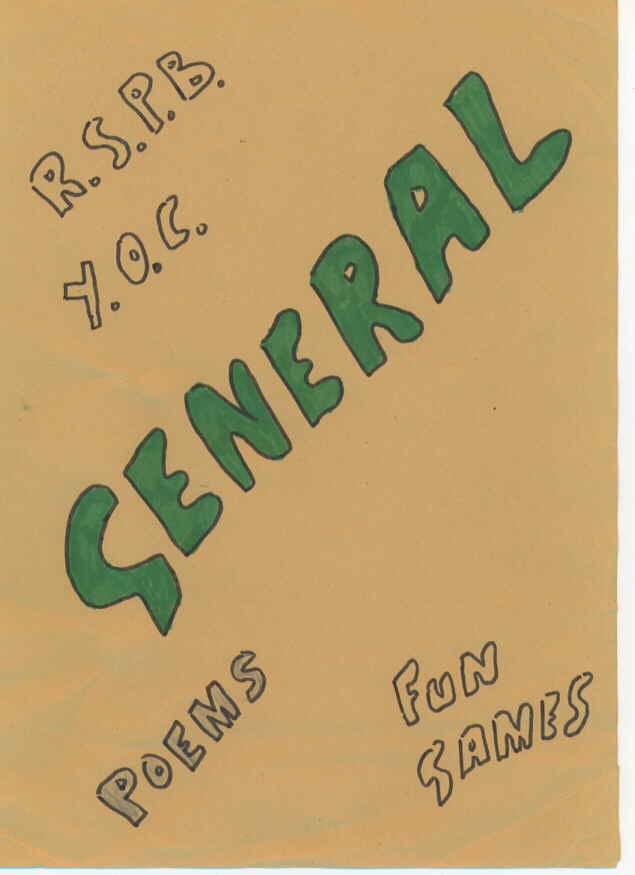 R.S.P.B.
Y.O.C.
GENERAL
POEMS
FUN
GAMES